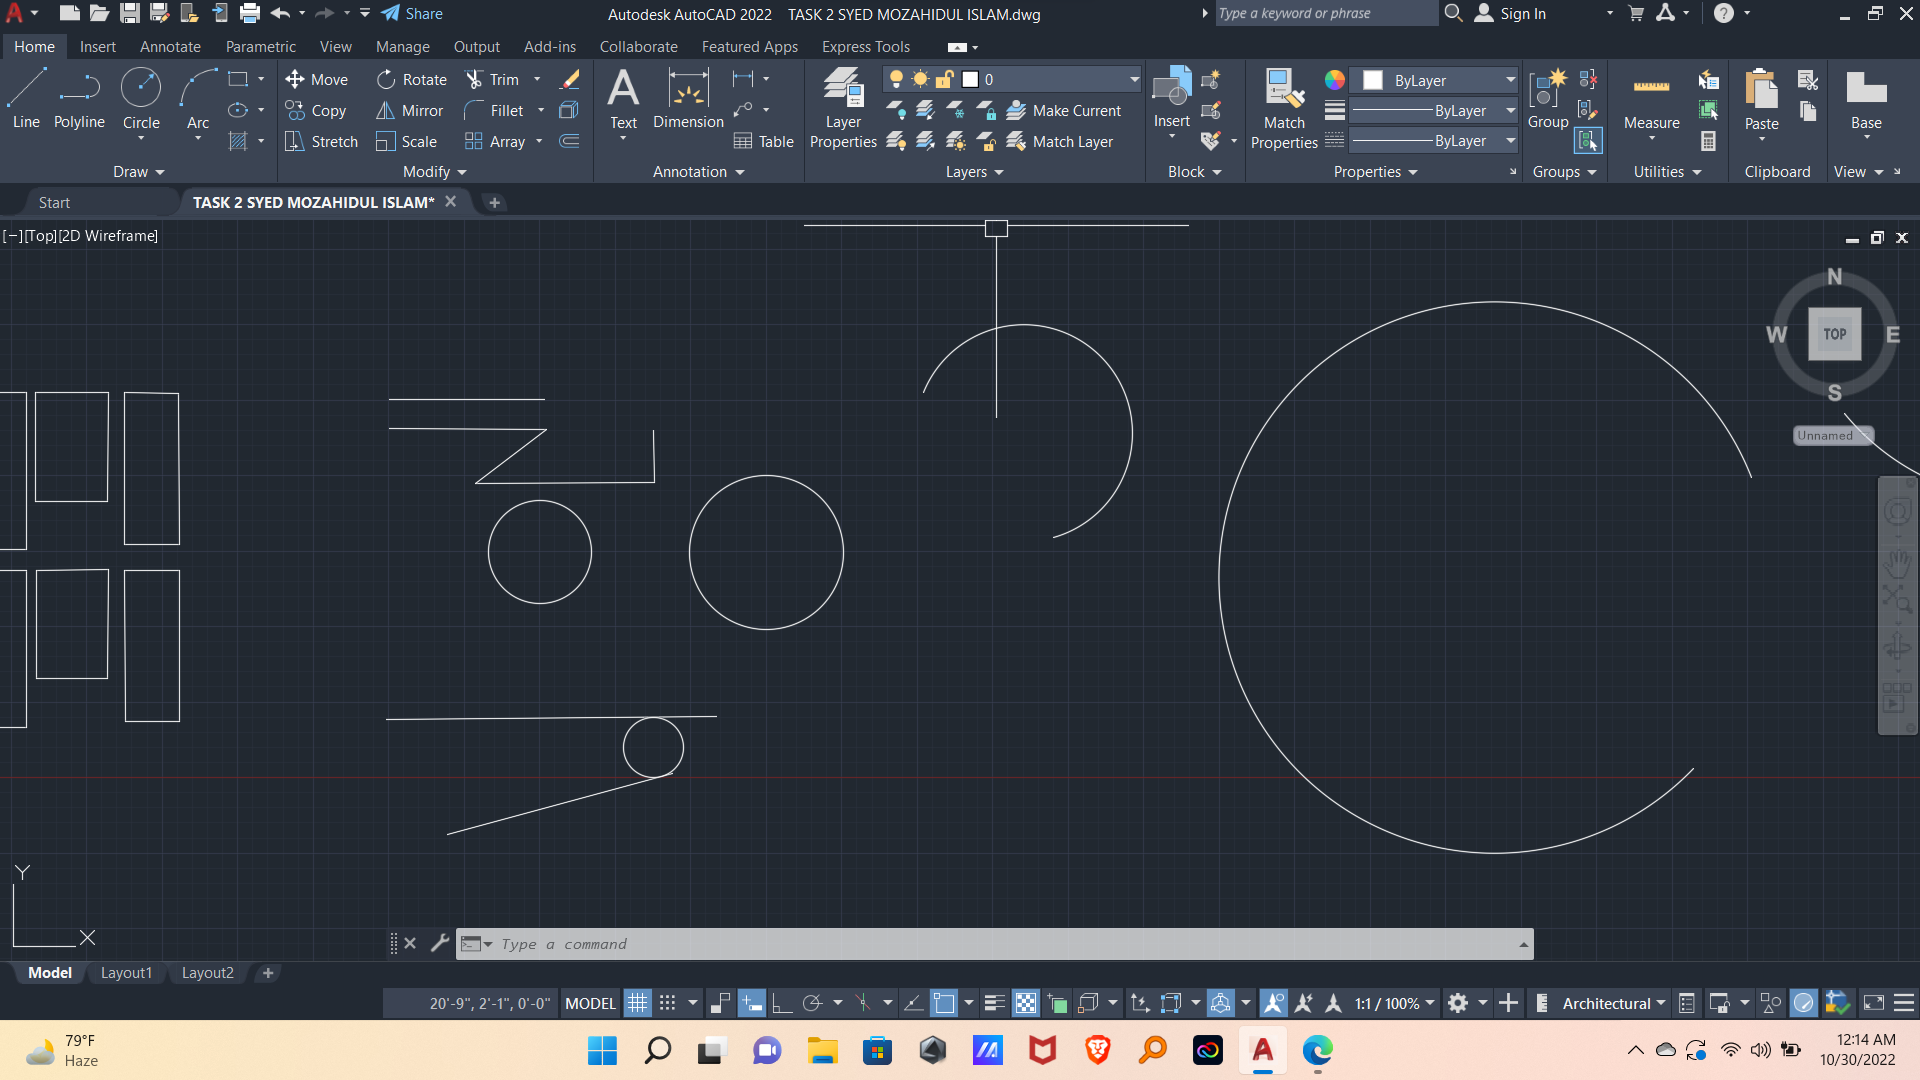 Share
Autodesk AutoCAD 2022 TASK 2 SYED MOZAHIDUL ISLAM.dwg
Type a keyword or phrase
Sign In
Home Insert Annotate Parametric View Manage Output Add-ins Collaborate Featured Apps Express Tools
Line Polyline Circle Arc
Move Rotate Trim
Copy Mirror Fillet
Stretch Scale Array
Text Dimension Table
Layer Properties
0
Make Current
Match Layer
Insert
Match Properties
ByLayer
ByLayer
ByLayer
Group Measure Paste Base
Draw Modify Annotation Layers Block Properties Groups Utilities Clipboard View
Start TASK 2 SYED MOZAHIDUL ISLAM*
[−][Top][2D Wireframe]
N
W TOP E
S
Unnamed
Y
X
Type a command
Model Layout1 Layout2
20'-9", 2'-1", 0'-0" MODEL 1:1 / 100% Architectural
79°F
Haze
12:14 AM
10/30/2022